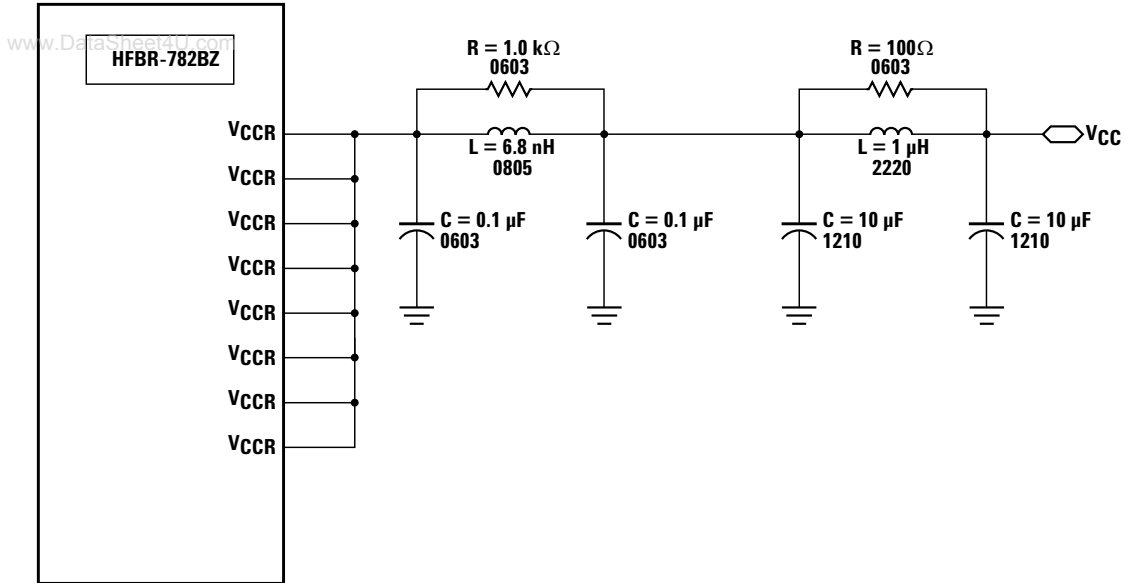 www.DataSheet4U.com
HFBR-782BZ
R = 1.0 kΩ
0603
R = 100Ω
0603
VCCR
L = 6.8 nH
0805
L = 1 µH
2220
VCC
VCCR
VCCR
C = 0.1 µF
0603
C = 0.1 µF
0603
C = 10 µF
1210
C = 10 µF
1210
VCCR
VCCR
VCCR
VCCR
VCCR